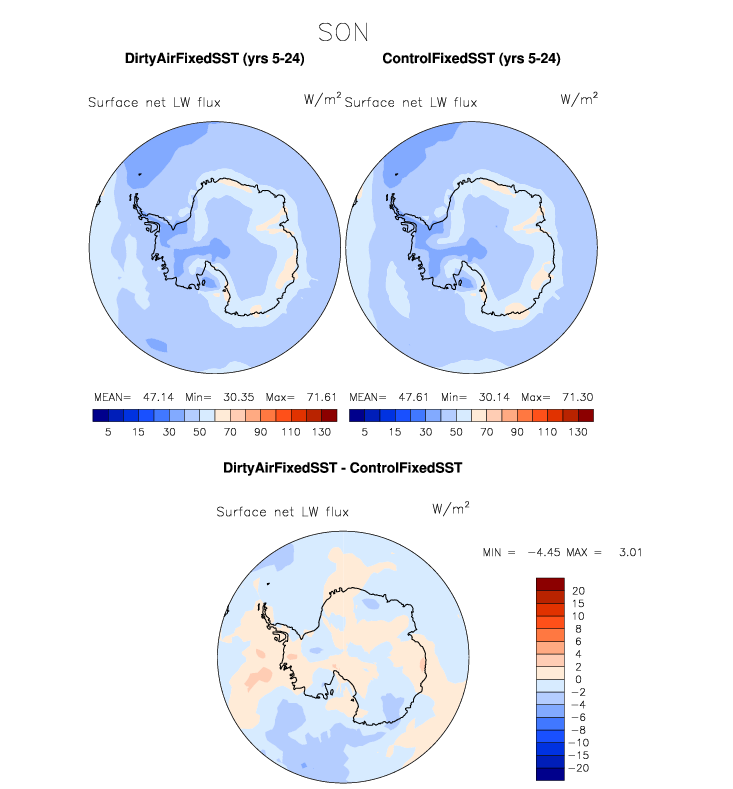 SON
DirtyAirFixedSST (yrs 5-24) ControlFixedSST (yrs 5-24)
Surface net LW flux W/m² Surface net LW flux W/m²
MEAN= 47.14 Min= 30.35 Max= 71.61 MEAN= 47.61 Min= 30.14 Max= 71.30
5 15 30 50 70 90 110 130 5 15 30 50 70 90 110 130
DirtyAirFixedSST - ControlFixedSST
Surface net LW flux W/m²
MIN = -4.45 MAX = 3.01
20
15
10
8
6
4
2
0
-2
-4
-6
-8
-10
-15
-20